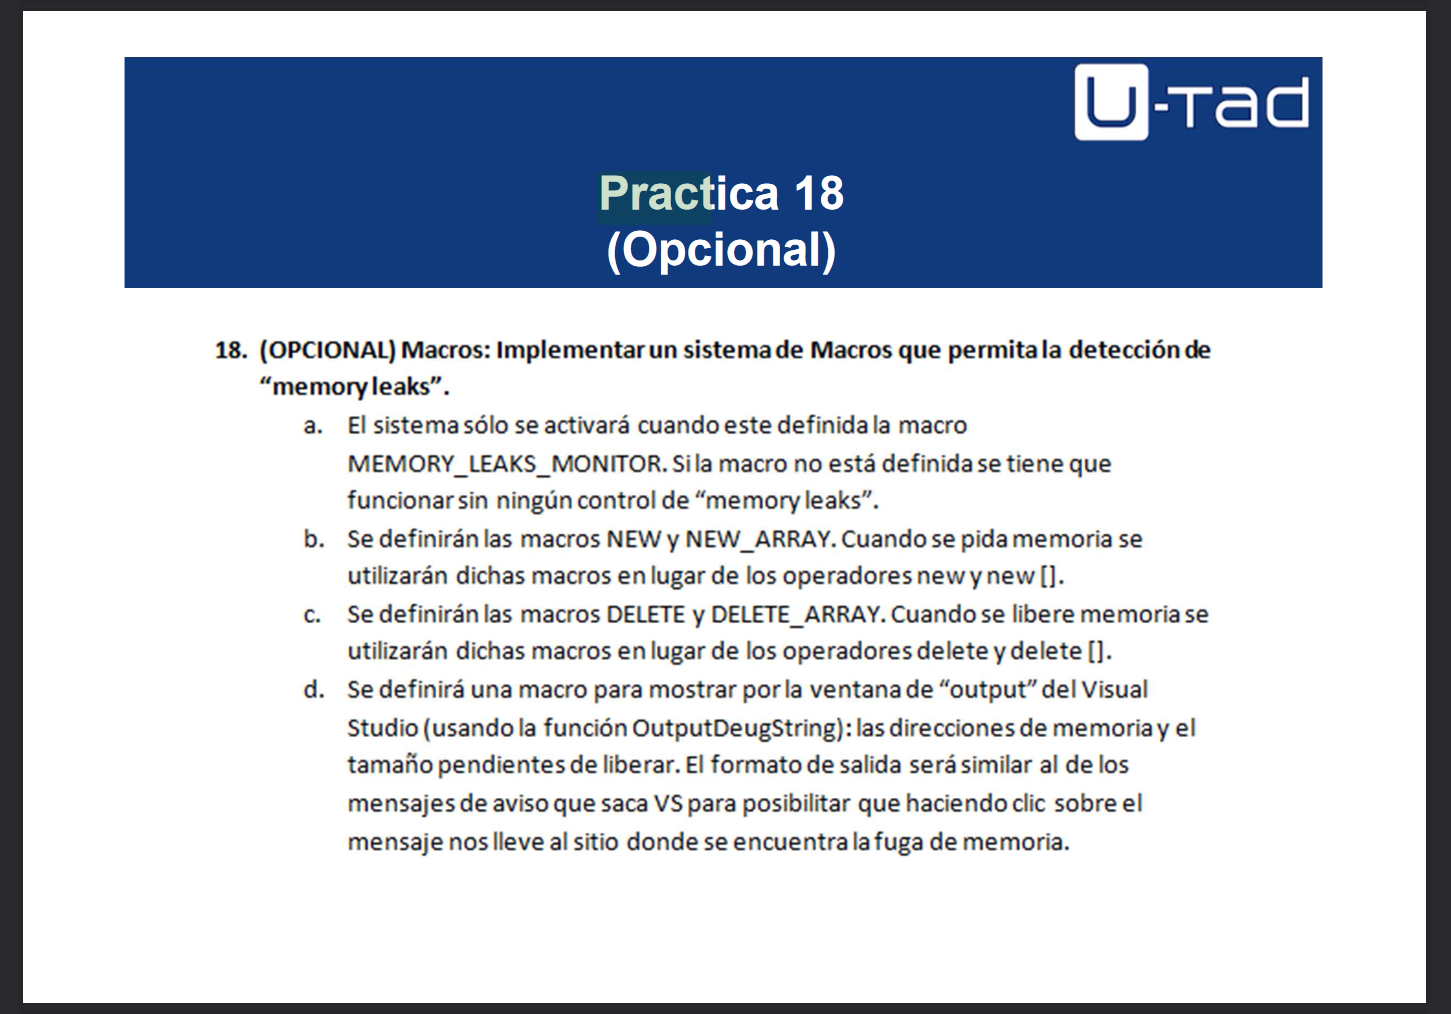 U-Tad
Practica 18
(Opcional)
18. (OPCIONAL) Macros: Implementar un sistema de Macros que permita la detección de
“memory leaks”.
a. El sistema sólo se activará cuando este definida la macro
MEMORY_LEAKS_MONITOR. Si la macro no está definida se tiene que
funcionar sin ningún control de “memory leaks”.
b. Se definirán las macros NEW y NEW_ARRAY. Cuando se pida memoria se
utilizarán dichas macros en lugar de los operadores new y new [].
c. Se definirán las macros DELETE y DELETE_ARRAY. Cuando se libere memoria se
utilizarán dichas macros en lugar de los operadores delete y delete [].
d. Se definirá una macro para mostrar por la ventana de “output” del Visual
Studio (usando la función OutputDeugString): las direcciones de memoria y el
tamaño pendientes de liberar. El formato de salida será similar al de los
mensajes de aviso que saca VS para posibilitar que haciendo clic sobre el
mensaje nos lleve al sitio donde se encuentra la fuga de memoria.